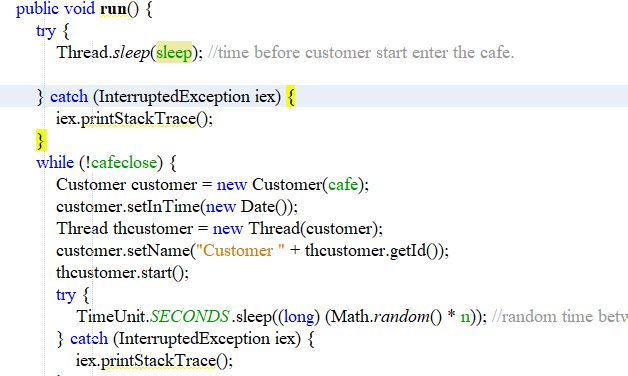 public void run() {
try {
Thread.sleep(sleep); //time before customer start enter the cafe.
} catch (InterruptedException iex) {
iex.printStackTrace();
}
while (!cafeclose) {
Customer customer = new Customer(cafe);
customer.setInTime(new Date());
Thread thcustomer = new Thread(customer);
customer.setName("Customer " + thcustomer.getId());
thcustomer.start();
try {
TimeUnit.SECONDS.sleep((long) (Math.random() * n)); //random time
} catch (InterruptedException iex) {
iex.printStackTrace();